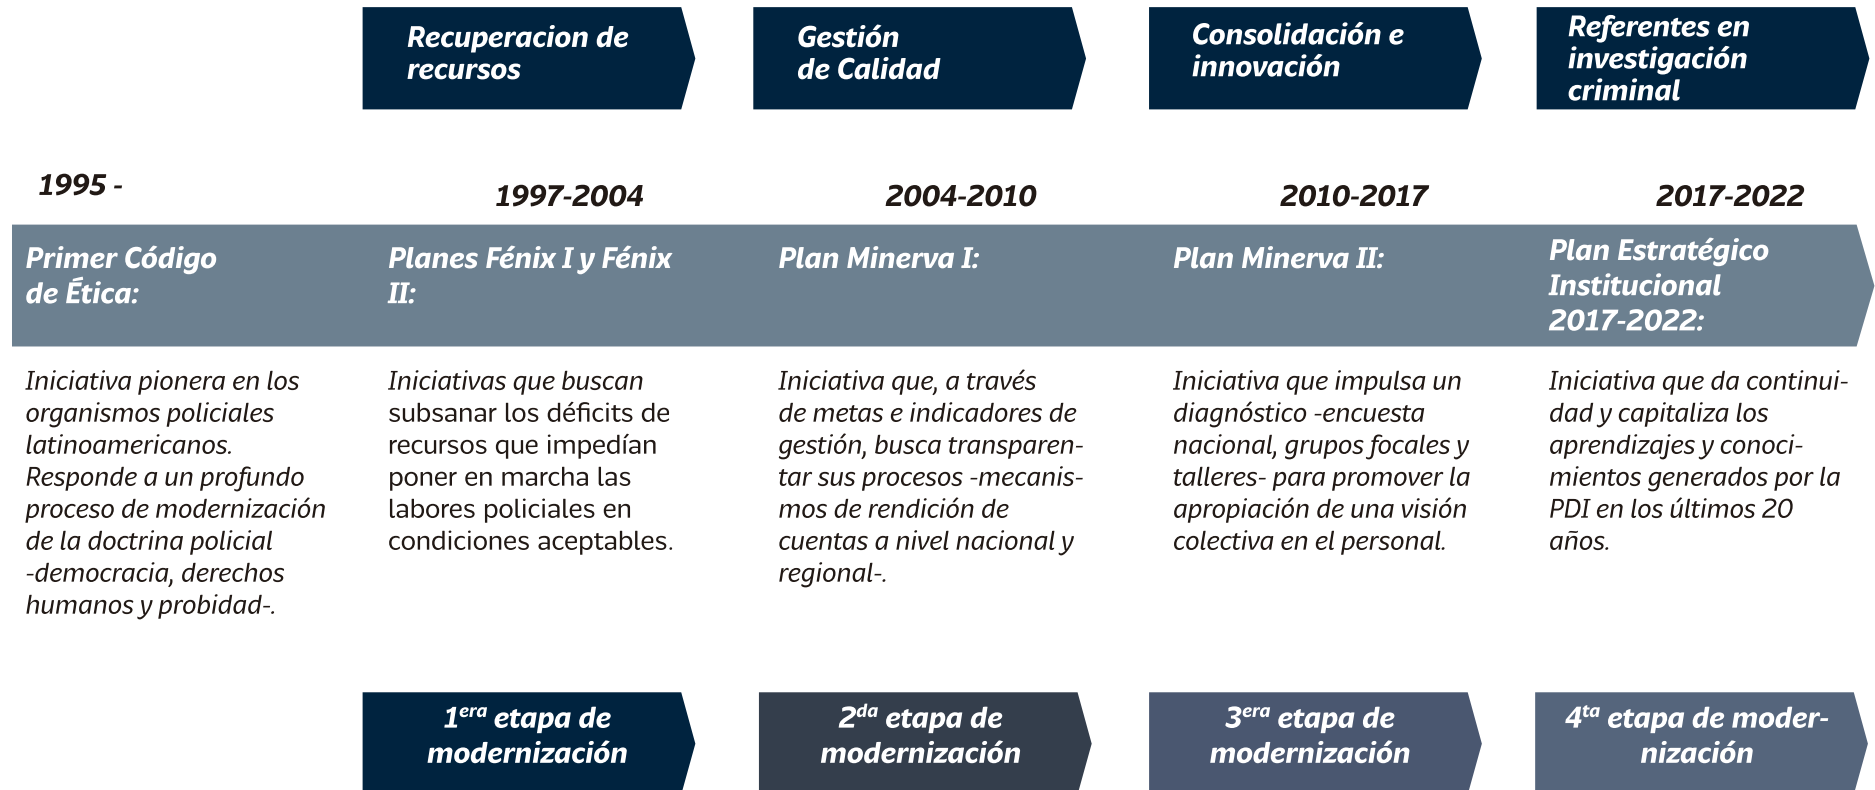 Recuperacion de
recursos
Gestión
de Calidad
Consolidación e
innovación
Referentes en
investigación
criminal
1995 -
1997-2004
2004-2010
2010-2017
2017-2022
Primer Código
de Ética:
Planes Fénix I y Fénix
II:
Plan Minerva I:
Plan Minerva II:
Plan Estratégico
Institucional
2017-2022:
Iniciativa pionera en los
organismos policiales
latinoamericanos.
Responde a un profundo
proceso de modernización
de la doctrina policial
-democracia, derechos
humanos y probidad-.
Iniciativas que buscan
subsanar los déficits de
recursos que impedían
poner en marcha las
labores policiales en
condiciones aceptables.
Iniciativa que, a través
de metas e indicadores de
gestión, busca transparen-
tar sus procesos -mecanis-
mos de rendición de
cuentas a nivel nacional y
regional-.
Iniciativa que impulsa un
diagnóstico -encuesta
nacional, grupos focales y
talleres- para promover la
apropiación de una visión
colectiva en el personal.
Iniciativa que da continui-
dad y capitaliza los
aprendizajes y conoci-
mientos generados por la
PDI en los últimos 20
años.
1era etapa de
modernización
2da etapa de
modernización
3era etapa de
modernización
4ta etapa de moder-
nización